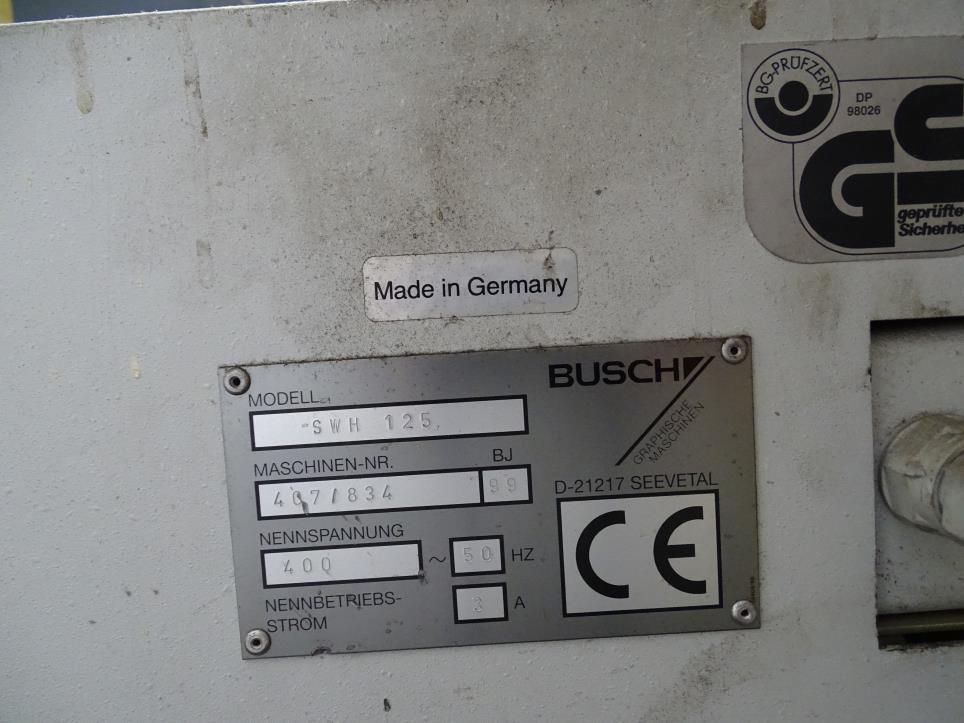 BG-PRÜFZERT
DP
98026
GS
geprüfte
Made in Germany
BUSCH
GRAPHISCHE
MASCHINEN
D-21217 SEEVETAL
MODELL
SWH 125
MASCHINEN-NR. BJ
407/834 99
NENNSPANNUNG
400 ~ 50 HZ
NENNBETRIEBS-
STROM 3 A
CE